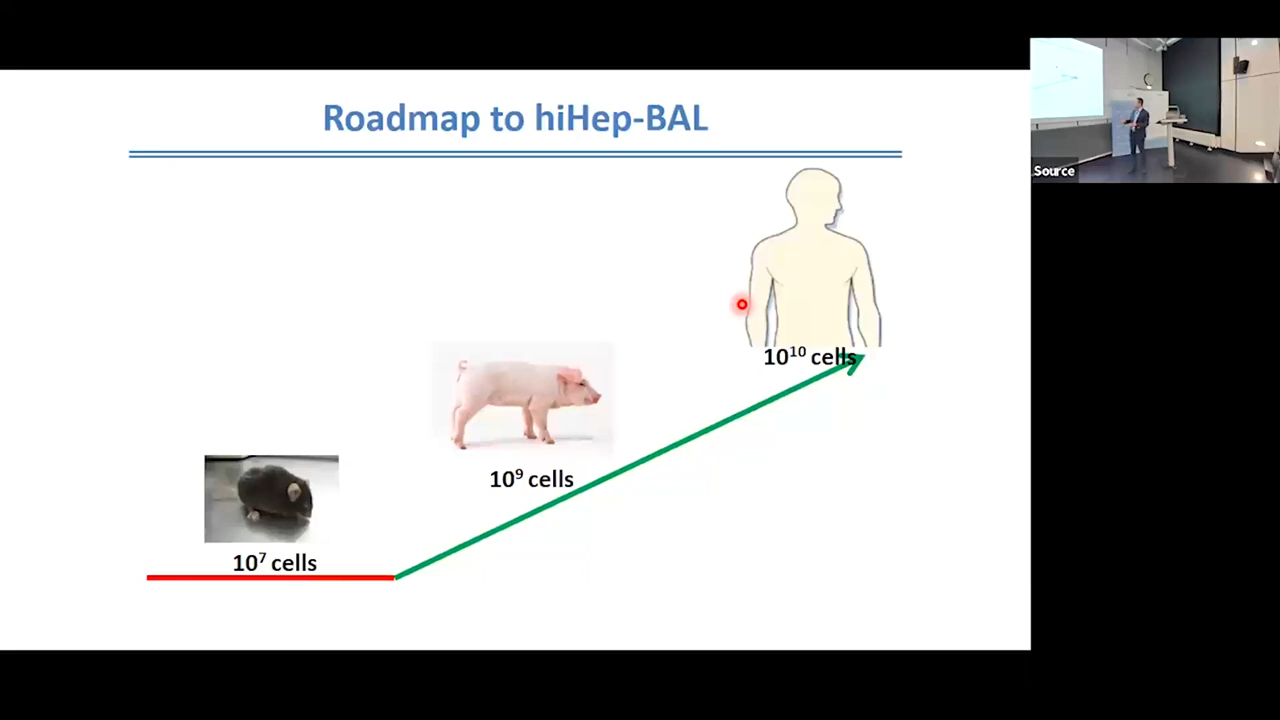 Roadmap to hiHep-BAL
Source
10¹⁰ cells
10⁹ cells
10⁷ cells